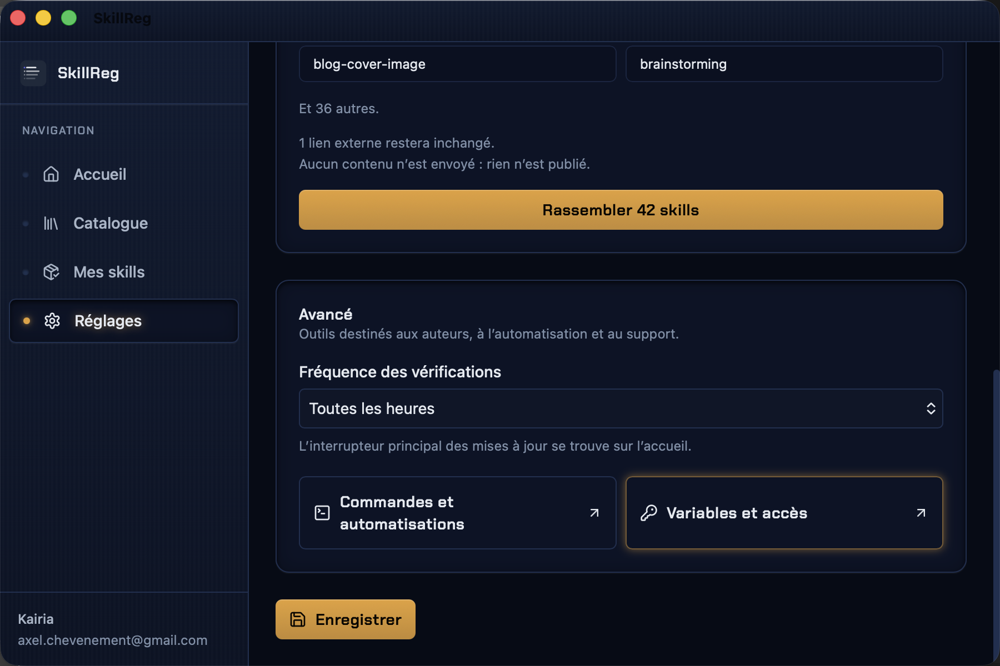 SkillReg
SkillReg
NAVIGATION
Accueil
Catalogue
Mes skills
Réglages
Kairia
axel.chevenement@gmail.com
blog-cover-image
brainstorming
Et 36 autres.
1 lien externe restera inchangé.
Aucun contenu n’est envoyé : rien n’est publié.
Rassembler 42 skills
Avancé
Outils destinés aux auteurs, à l’automatisation et au support.
Fréquence des vérifications
Toutes les heures
L’interrupteur principal des mises à jour se trouve sur l’accueil.
Commandes et
automatisations
Variables et accès
Enregistrer